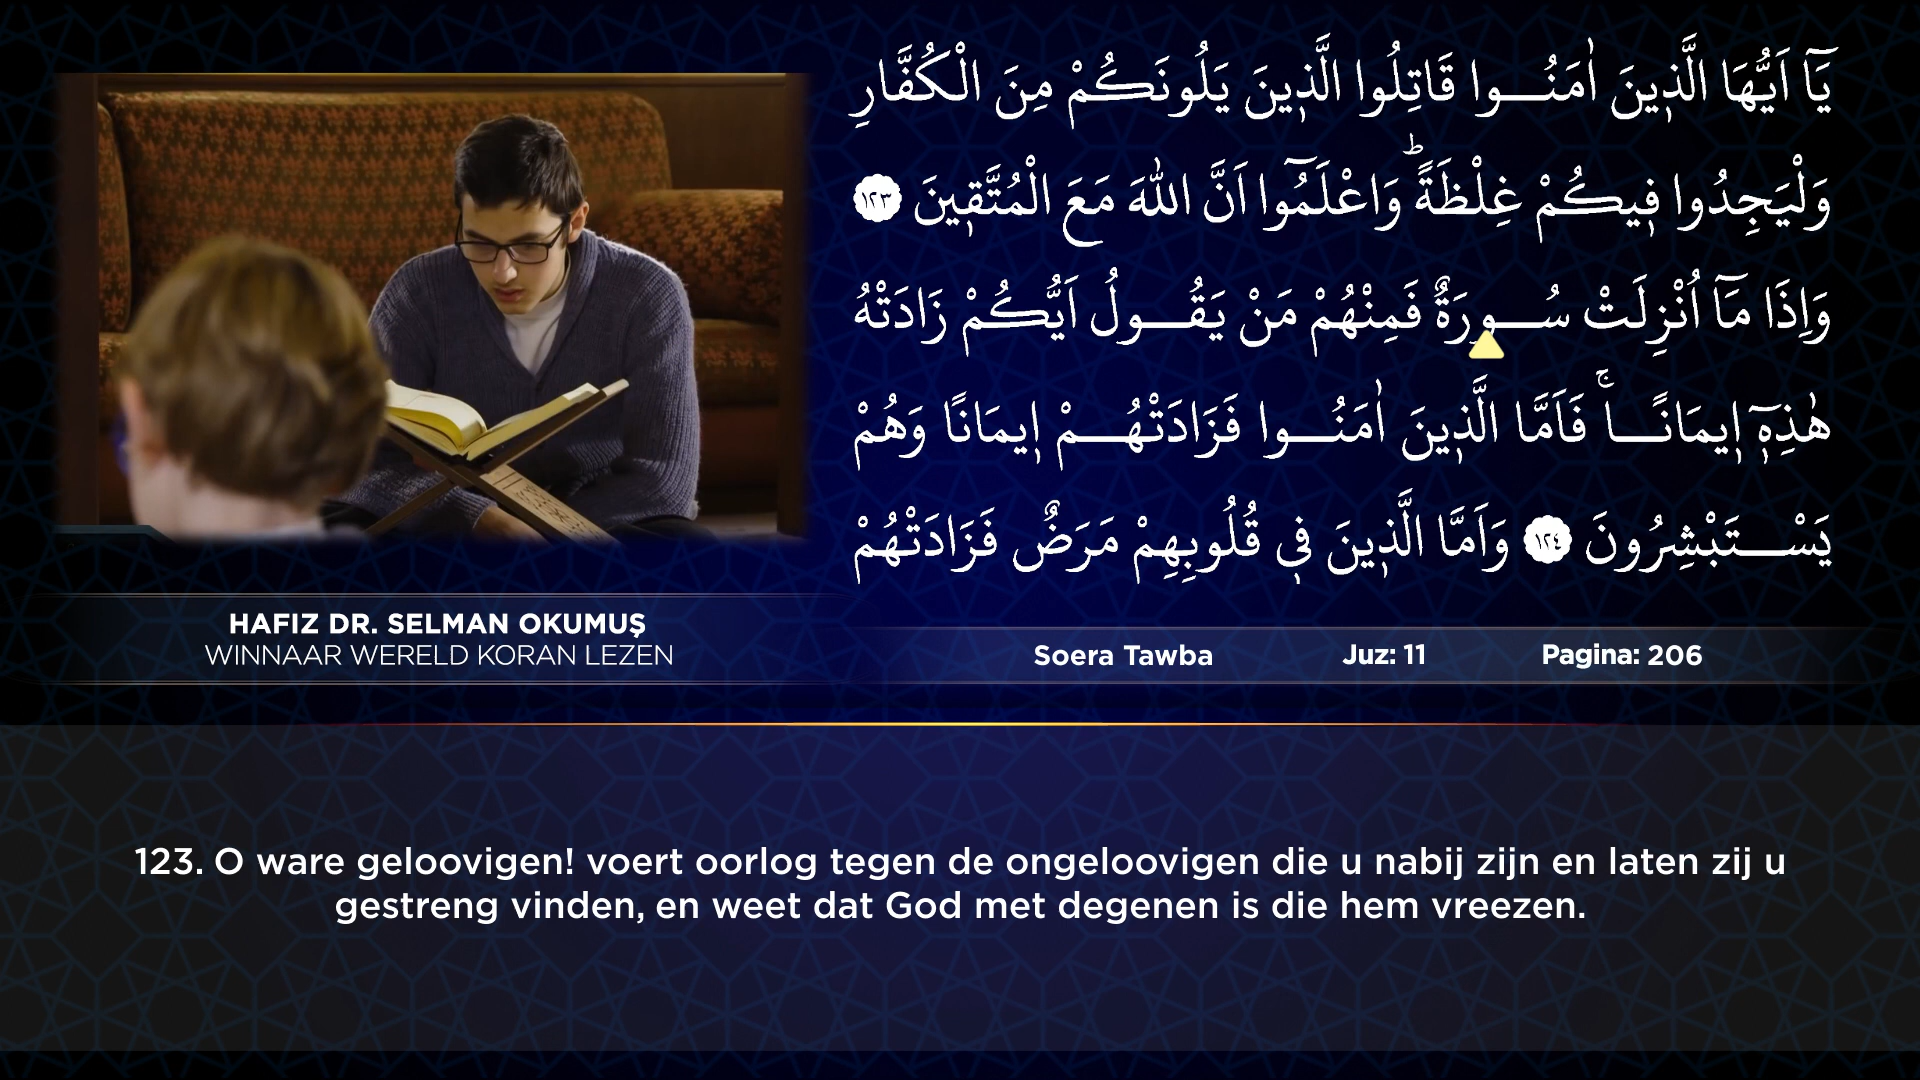 يَٓا اَيُّهَا الَّذ۪ينَ اٰمَنُوا قَاتِلُوا الَّذ۪ينَ يَلُونَكُمْ مِنَ الْكُفَّارِ
وَلْيَجِدُوا ف۪يكُمْ غِلْظَةًۜ وَاعْلَمُٓوا اَنَّ اللّٰهَ مَعَ الْمُتَّق۪ينَ ١٢٣
وَاِذَا مَٓا اُنْزِلَتْ سُورَةٌ فَمِنْهُمْ مَنْ يَقُولُ اَيُّكُمْ زَادَتْهُ
هٰذِه۪ٓ ا۪يمَانًاۚ فَاَمَّا الَّذ۪ينَ اٰمَنُوا فَزَادَتْهُمْ ا۪يمَانًا وَهُمْ
يَسْتَبْشِرُونَ ١٢٤ وَاَمَّا الَّذ۪ينَ ف۪ي قُلُوبِهِمْ مَرَضٌ فَزَادَتْهُمْ
HAFIZ DR. SELMAN OKUMUŞ
WINNAAR WERELD KORAN LEZEN
Soera Tawba Juz: 11 Pagina: 206
123. O ware geloovigen! voert oorlog tegen de ongeloovigen die u nabij zijn en laten zij u
gestreng vinden, en weet dat God met degenen is die hem vreezen.